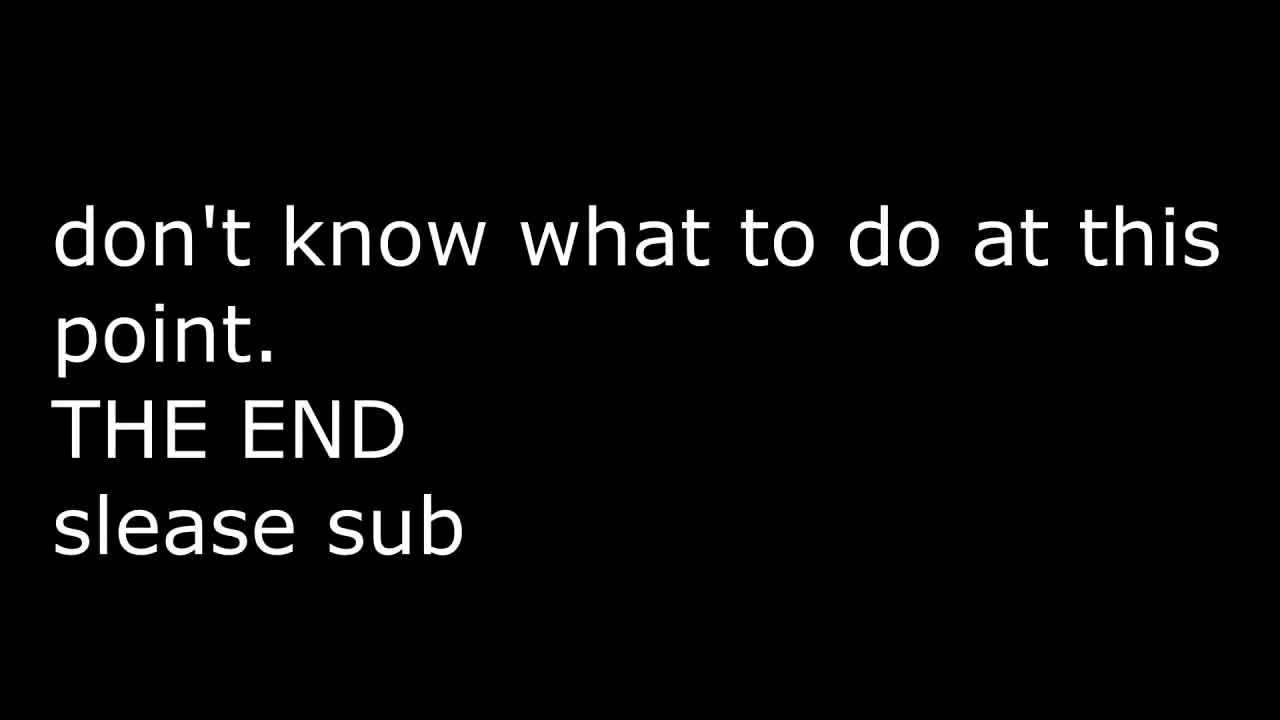 don't know what to do at this
point.
THE END
slease sub